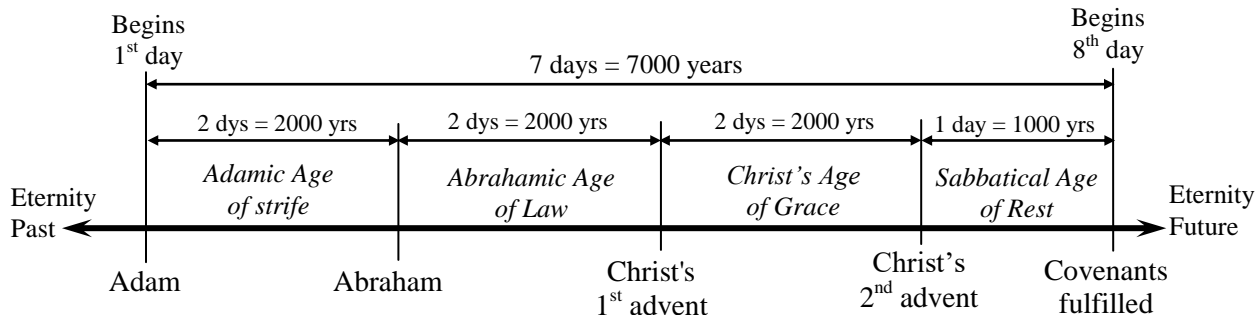 Begins
1st day
Begins
8th day
7 days = 7000 years
2 dys = 2000 yrs
2 dys = 2000 yrs
2 dys = 2000 yrs
1 day = 1000 yrs
Adamic Age
of strife
Abrahamic Age
of Law
Christ’s Age
of Grace
Sabbatical Age
of Rest
Eternity
Past
Eternity
Future
Adam
Abraham
Christ's
1st advent
Christ’s
2nd advent
Covenants
fulfilled